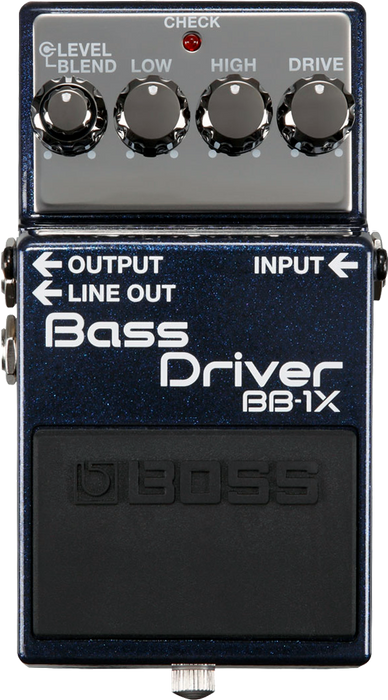 CHECK
LEVEL
BLEND
LOW
HIGH
DRIVE
OUTPUT
INPUT
LINE OUT
Bass
Driver
BB-1X
BOSS